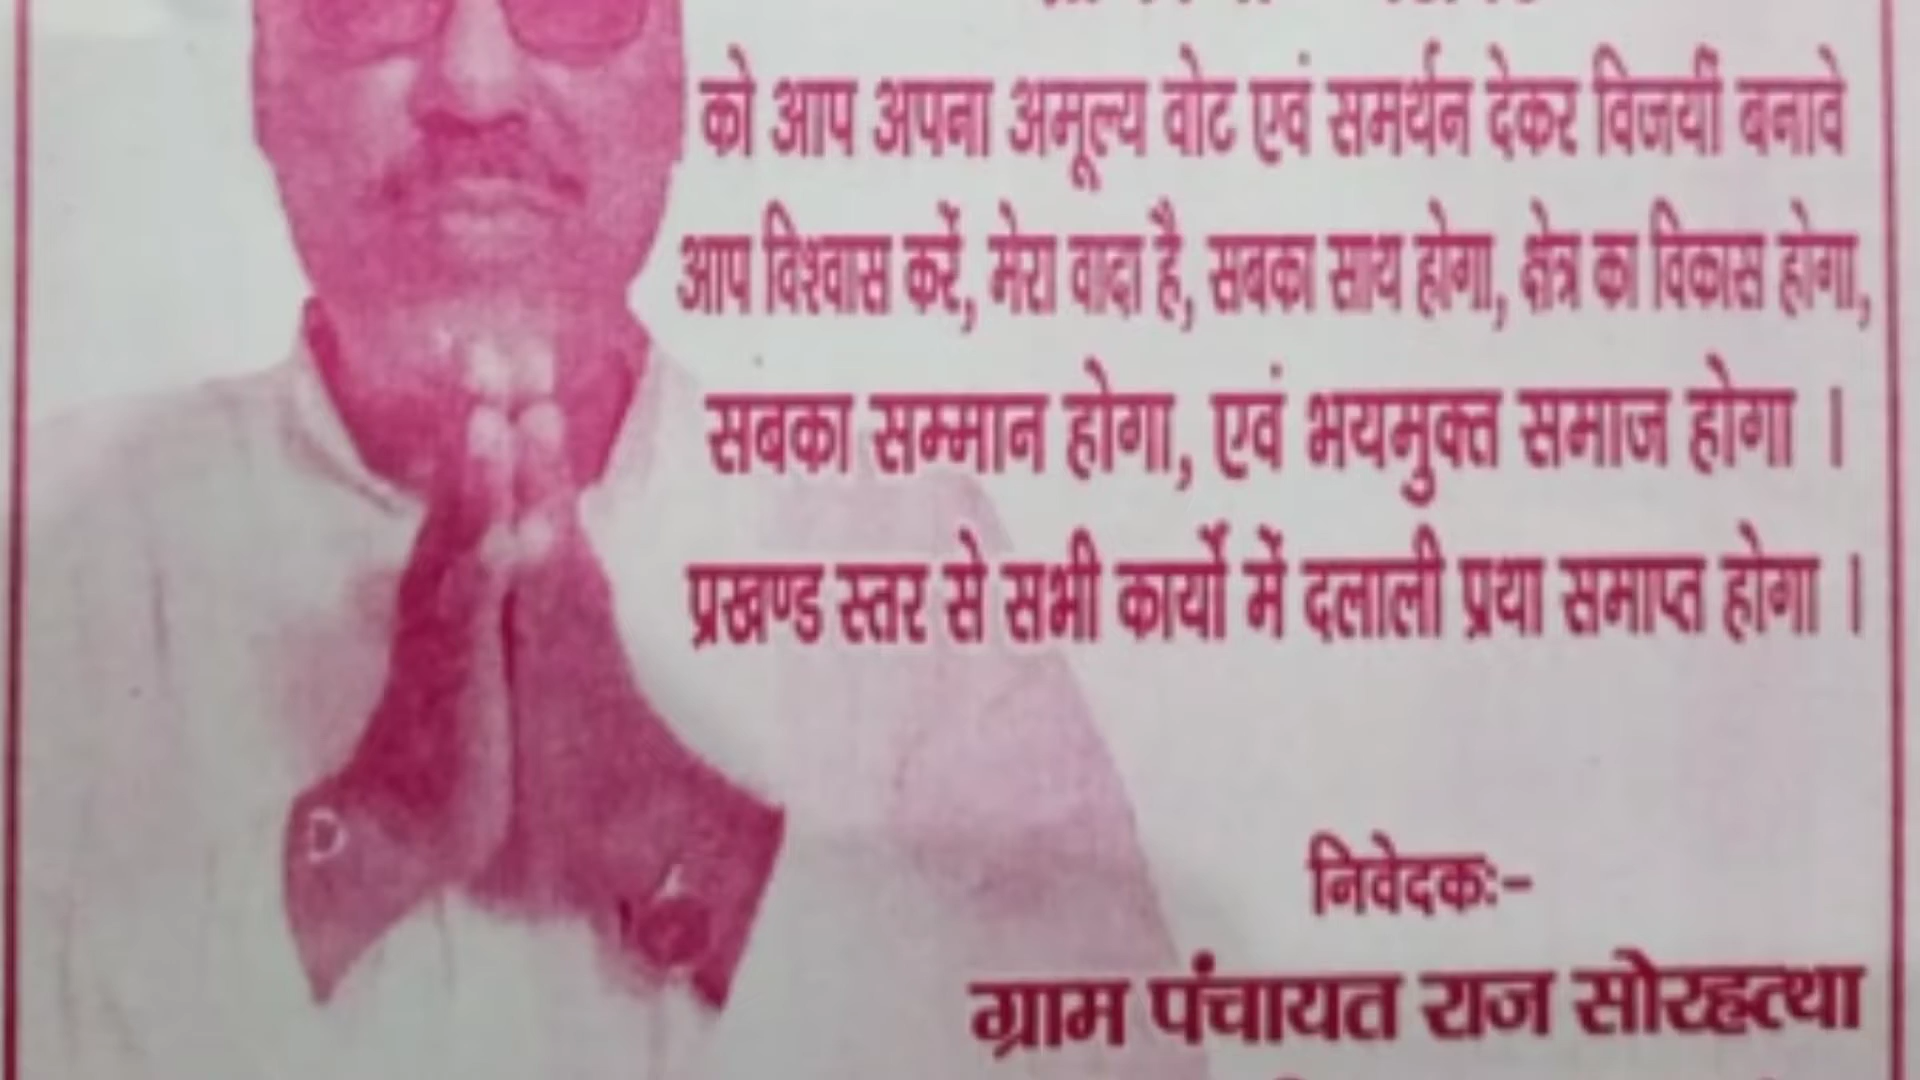 को आप अपना अमूल्य वोट एवं समर्थन देकर विजयीं बनावे
आप विश्वास करें, मेरा वादा है, सबका साथ होगा, क्षेत्र का विकास होगा,
सबका सम्मान होगा, एवं भयमुक्त समाज होगा ।
प्रखण्ड स्तर से सभी कार्यो में दलाली प्रथा समाप्त होगा ।
निवेदकः-
ग्राम पंचायत राज सोरहत्था